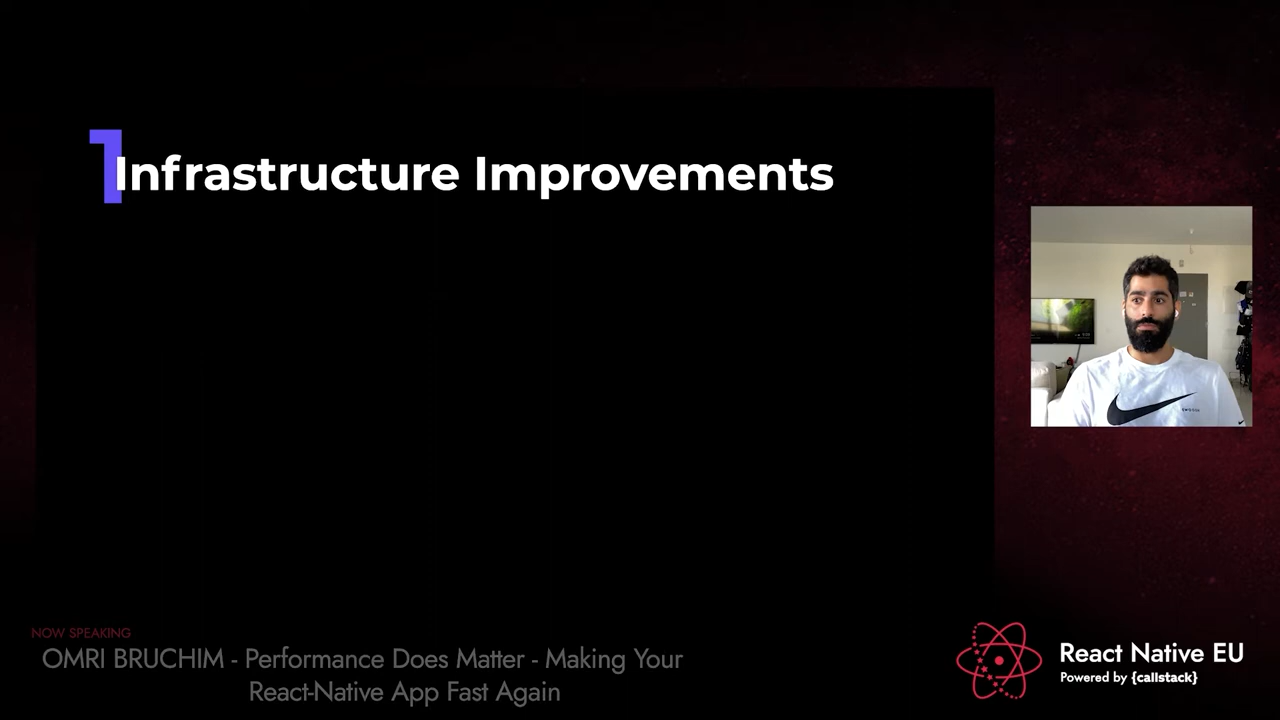 1
Infrastructure Improvements
NOW SPEAKING
OMRI BRUCHIM - Performance Does Matter - Making Your
React-Native App Fast Again
React Native EU
Powered by {callstack}